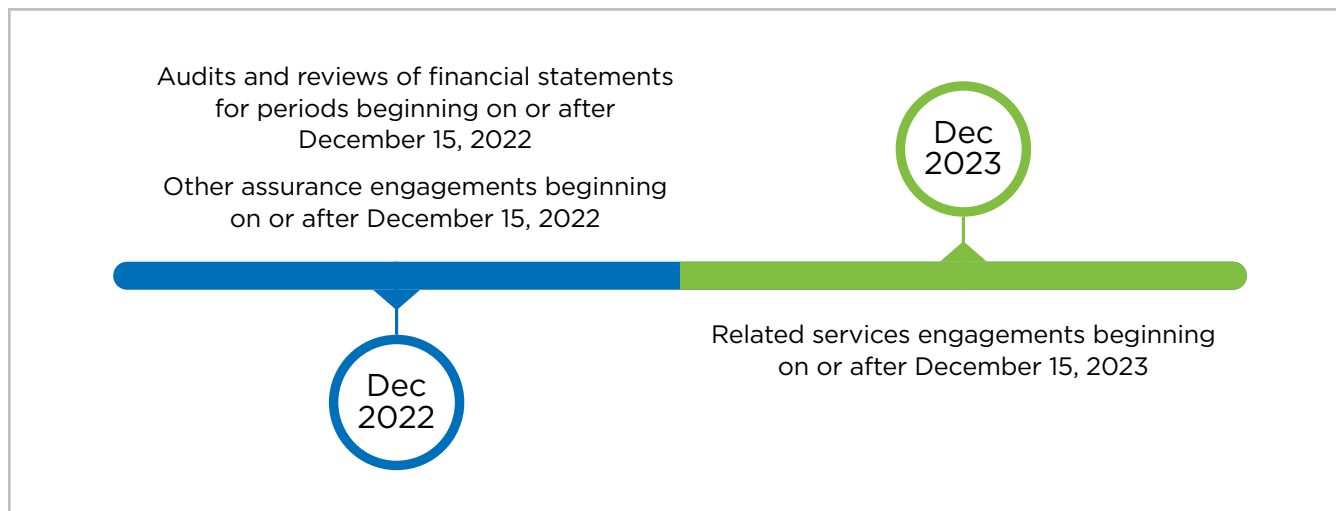 Audits and reviews of financial statements
for periods beginning on or after
December 15, 2022
Other assurance engagements beginning
on or after December 15, 2022
Dec
2022
Dec
2023
Related services engagements beginning
on or after December 15, 2023